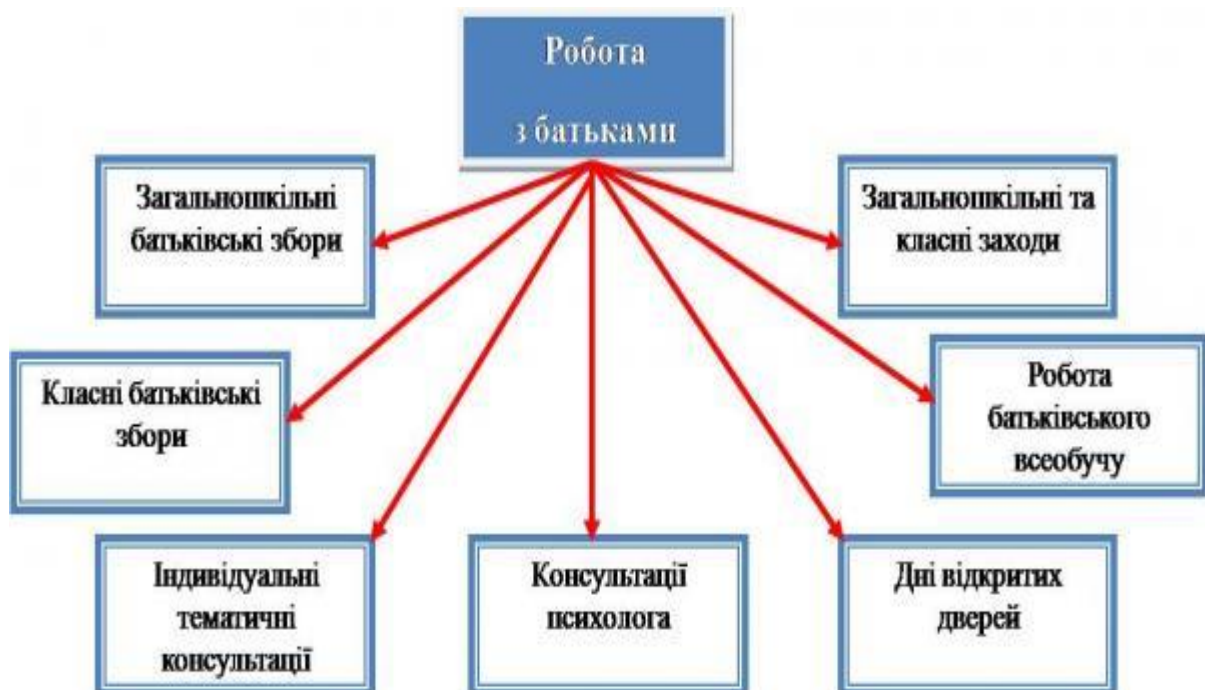 Робота
з батьками
Загальношкільні
батьківські збори
Загальношкільні та
класні заходи
Класні батьківські
збори
Робота
батьківського
всеобучу
Індивідуальні
тематичні
консультації
Консультації
психолога
Дні відкритих
дверей